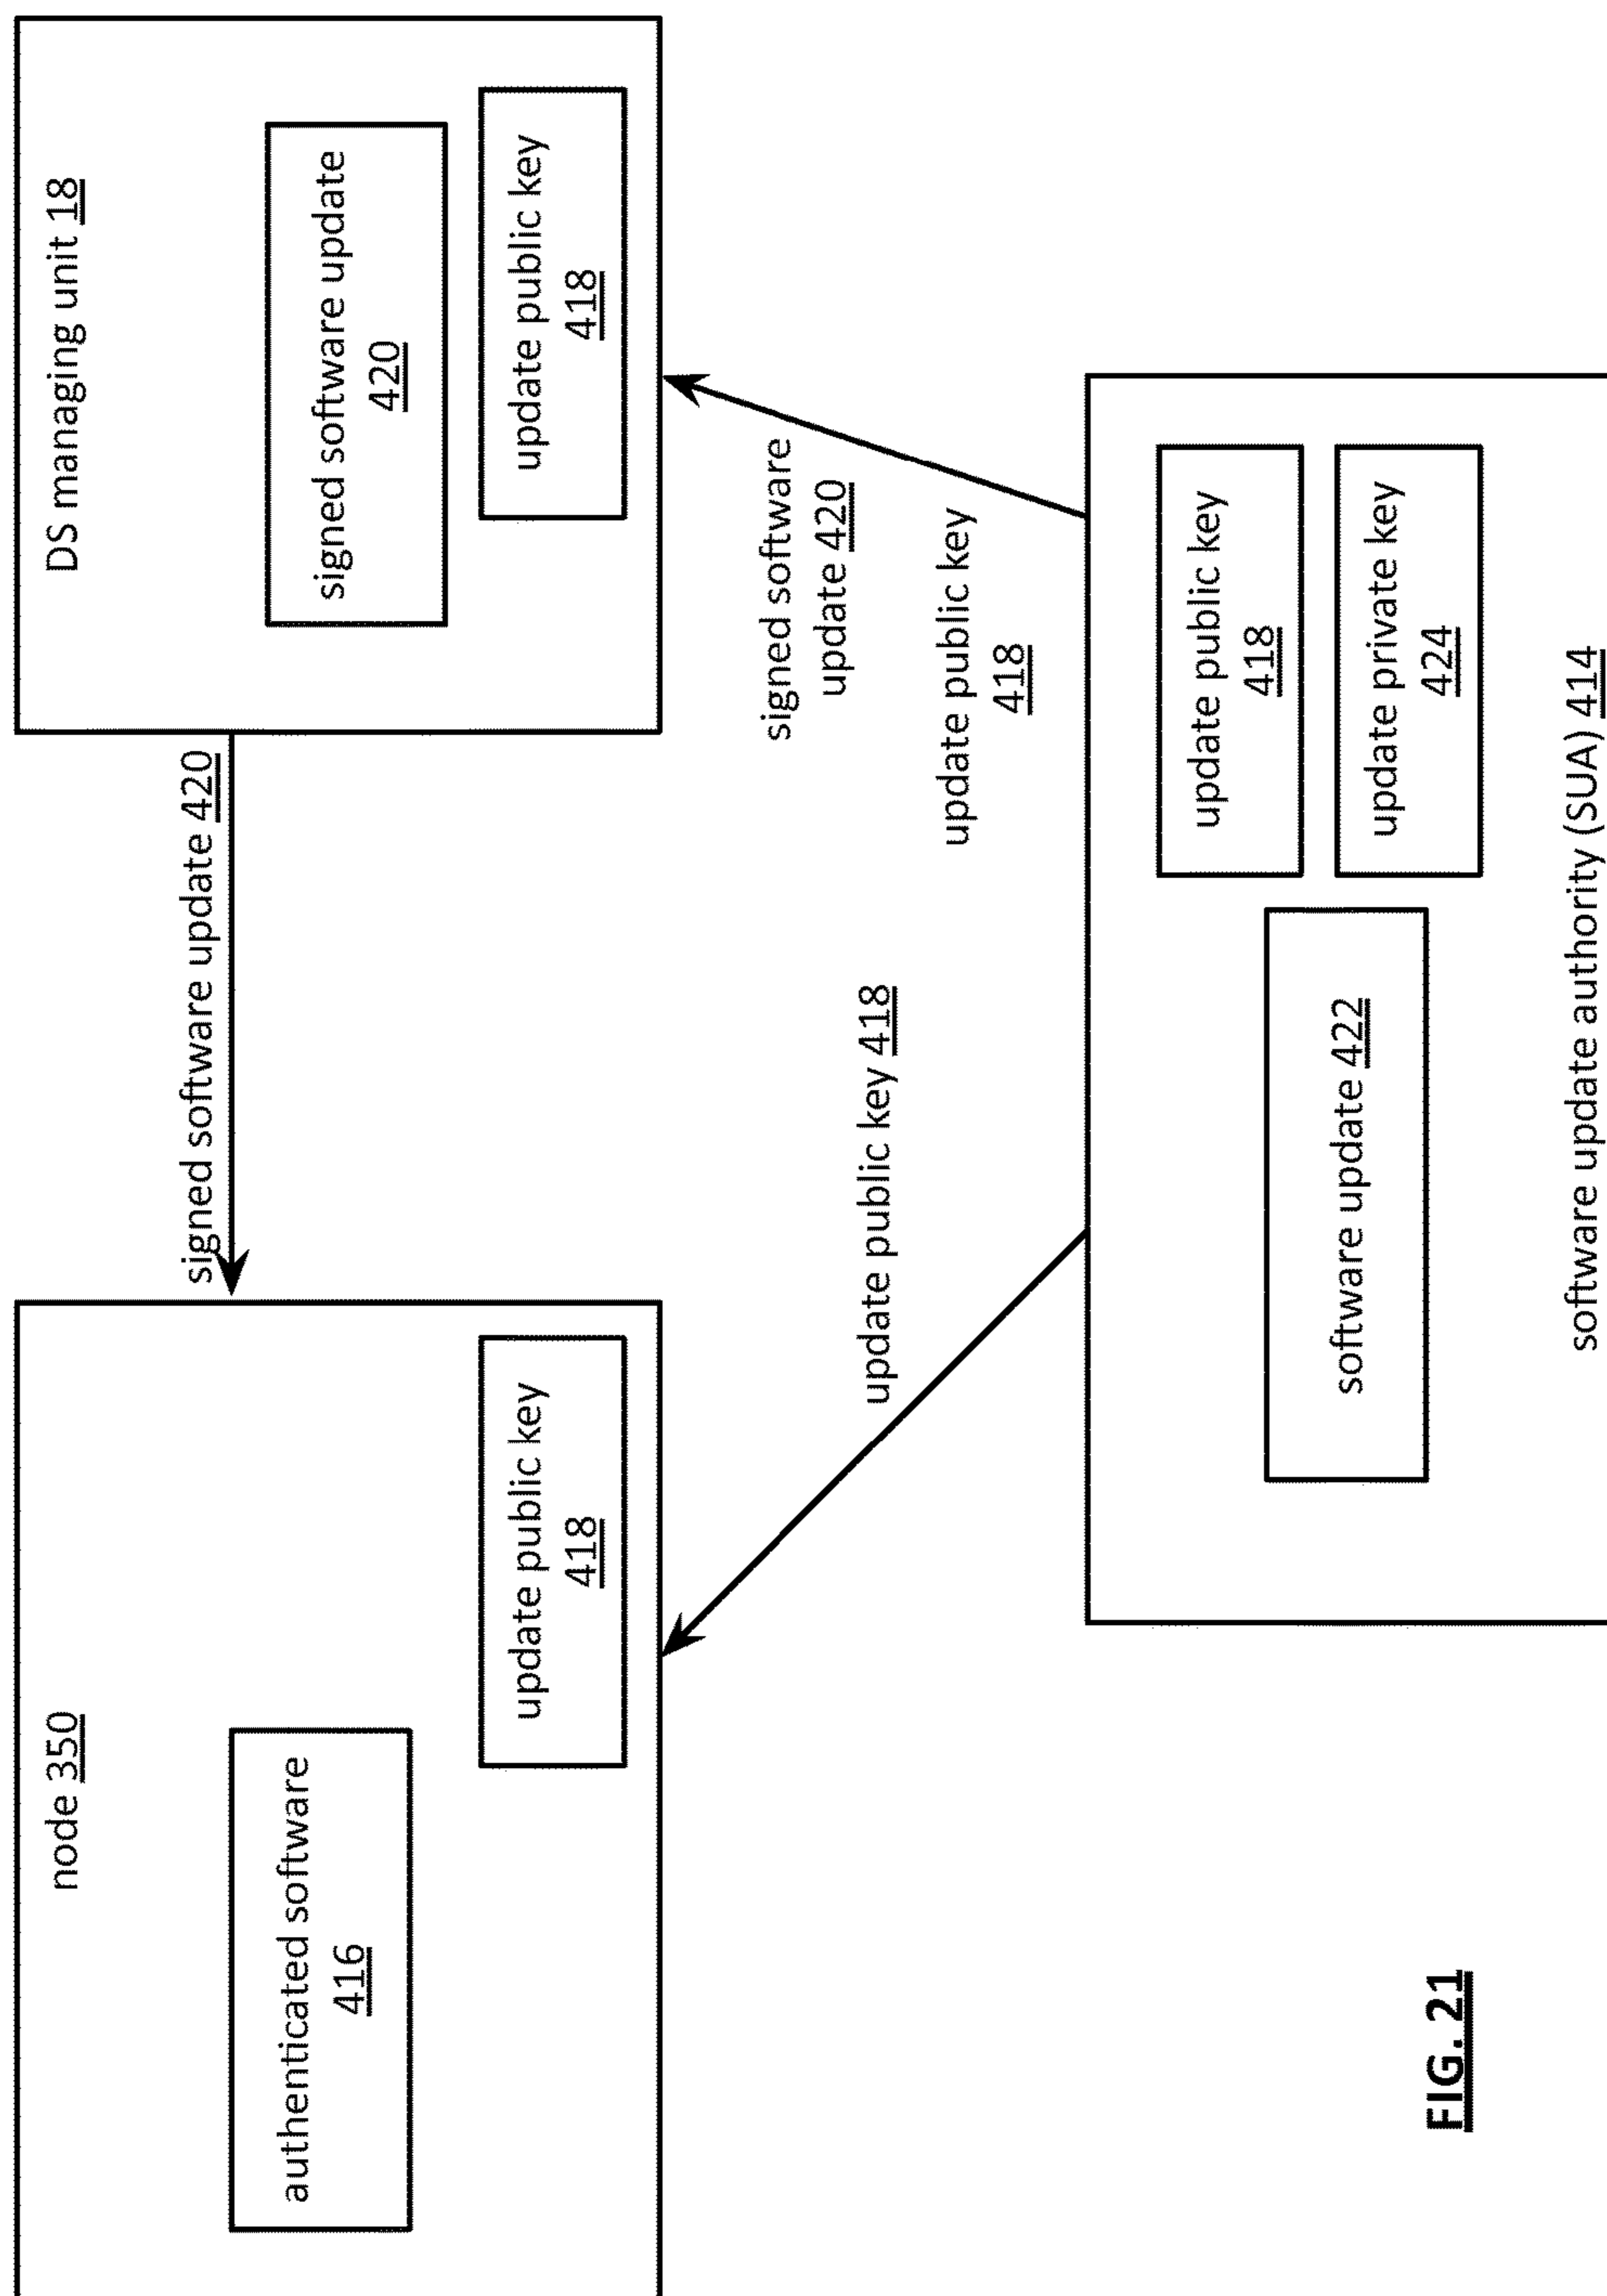 node 350
authenticated software
416
update public key
418
signed software update 420
DS managing unit 18
signed software update
420
update public key
418
update public key 418
signed software
update 420
update public key
418
software update 422
update public key
418
update private key
424
software update authority (SUA) 414
FIG. 21